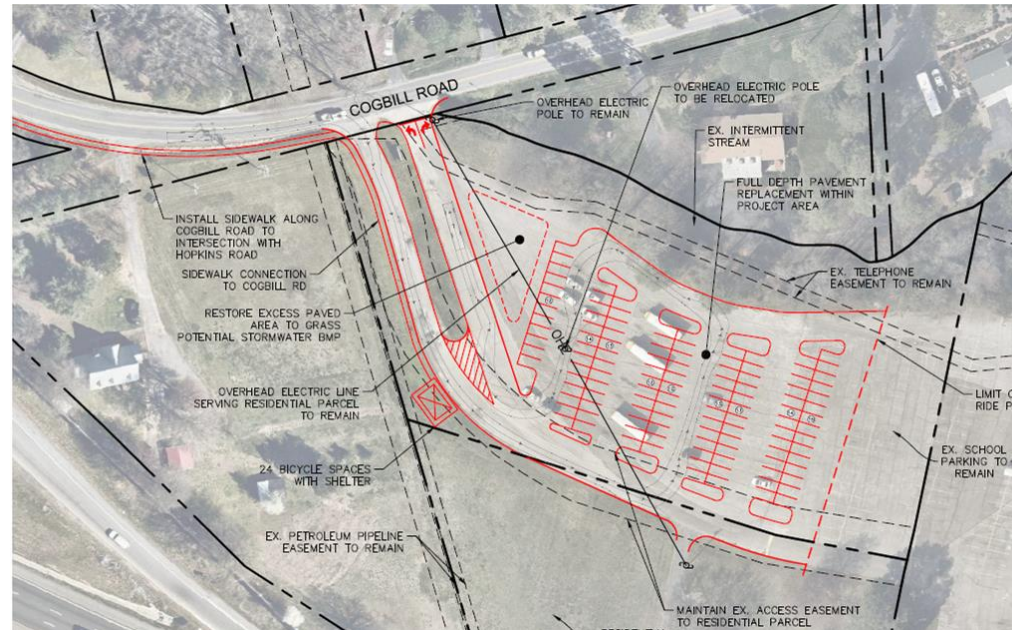 COGBILL ROAD
OVERHEAD ELECTRIC
POLE TO REMAIN
OVERHEAD ELECTRIC POLE
TO BE RELOCATED
EX. INTERMITTENT
STREAM
FULL DEPTH PAVEMENT
REPLACEMENT WITHIN
PROJECT AREA
INSTALL SIDEWALK ALONG
COGBILL ROAD TO
INTERSECTION WITH
HOPKINS ROAD
SIDEWALK CONNECTION
TO COGBILL RD
EX. TELEPHONE
EASEMENT TO REMAIN
RESTORE EXCESS PAVED
AREA TO GRASS
POTENTIAL STORMWATER BMP
OH
OVERHEAD ELECTRIC LINE
SERVING RESIDENTIAL PARCEL
TO REMAIN
LIMIT
RIDE
EX. SCHOOL
PARKING TO
REMAIN
24 BICYCLE SPACES
WITH SHELTER
EX. PETROLEUM PIPELINE
EASEMENT TO REMAIN
MAINTAIN EX. ACCESS EASEMENT
TO RESIDENTIAL PARCEL